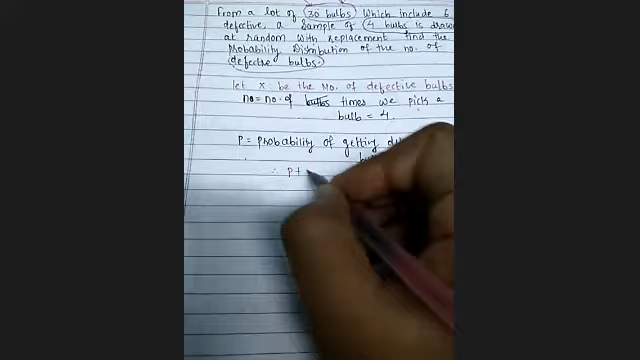 From a lot of 30 bulbs which include 6
defective, a sample of 4 bulbs is drawn
at random with replacement find the
probability Distribution of the no. of
defective bulbs.
let X: be the No. of defective bulbs
no = no. of bulbs times we pick a
bulb = 4.
P = probability of getting
∴ P +